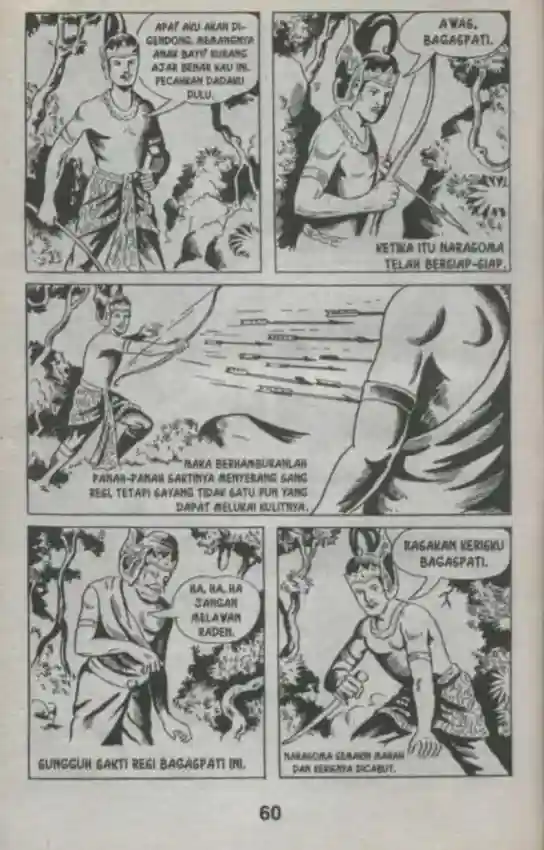 APA? AKU AKAN DI-
GENDONG. MEMANGNYA
ANAK BAYI? KURANG
AJAR BENAR KAU INI.
PECAHKAN DADAKU
DULU.
AWAS,
BAGASPATI.
KETIKA ITU NARASOMA
TELAH BERSIAP-SIAP.
MAKA BERHAMBURANLAH
PANAH-PANAH SAKTINYA MENYERANG SANG
RESI, TETAPI SAYANG TIDAK SATU PUN YANG
DAPAT MELUKAI KULITNYA.
HA, HA, HA
JANGAN
MELAWAN
RADEN.
SUNGGUH SAKTI RESI BAGASPATI INI.
RASAKAN KERISKU
BAGASPATI.
NARASOMA SEMAKIN MARAH
DAN KERISNYA DICABUT.
60